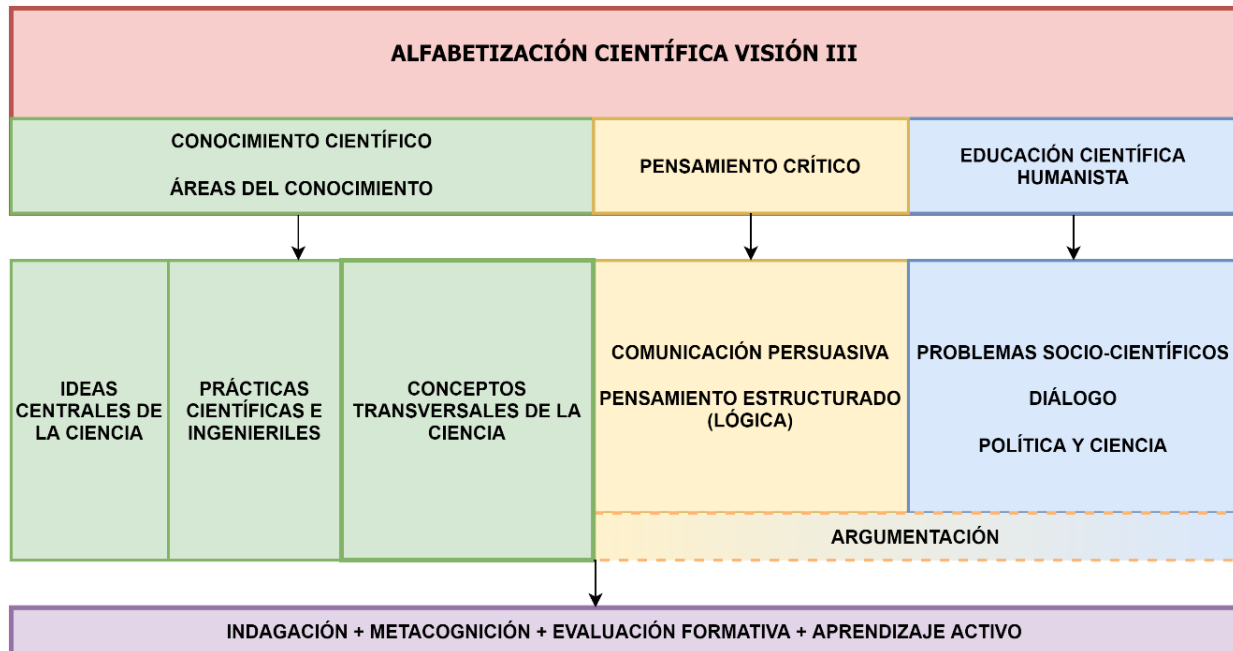 ALFABETIZACIÓN CIENTÍFICA VISIÓN III
CONOCIMIENTO CIENTÍFICO
ÁREAS DEL CONOCIMIENTO
PENSAMIENTO CRÍTICO
EDUCACIÓN CIENTÍFICA
HUMANISTA
IDEAS
CENTRALES DE
LA CIENCIA
PRÁCTICAS
CIENTÍFICAS E
INGENIERILES
CONCEPTOS
TRANSVERSALES DE LA
CIENCIA
COMUNICACIÓN PERSUASIVA
PENSAMIENTO ESTRUCTURADO
(LÓGICA)
PROBLEMAS SOCIO-CIENTÍFICOS
DIÁLOGO
POLÍTICA Y CIENCIA
ARGUMENTACIÓN
INDAGACIÓN + METACOGNICIÓN + EVALUACIÓN FORMATIVA + APRENDIZAJE ACTIVO